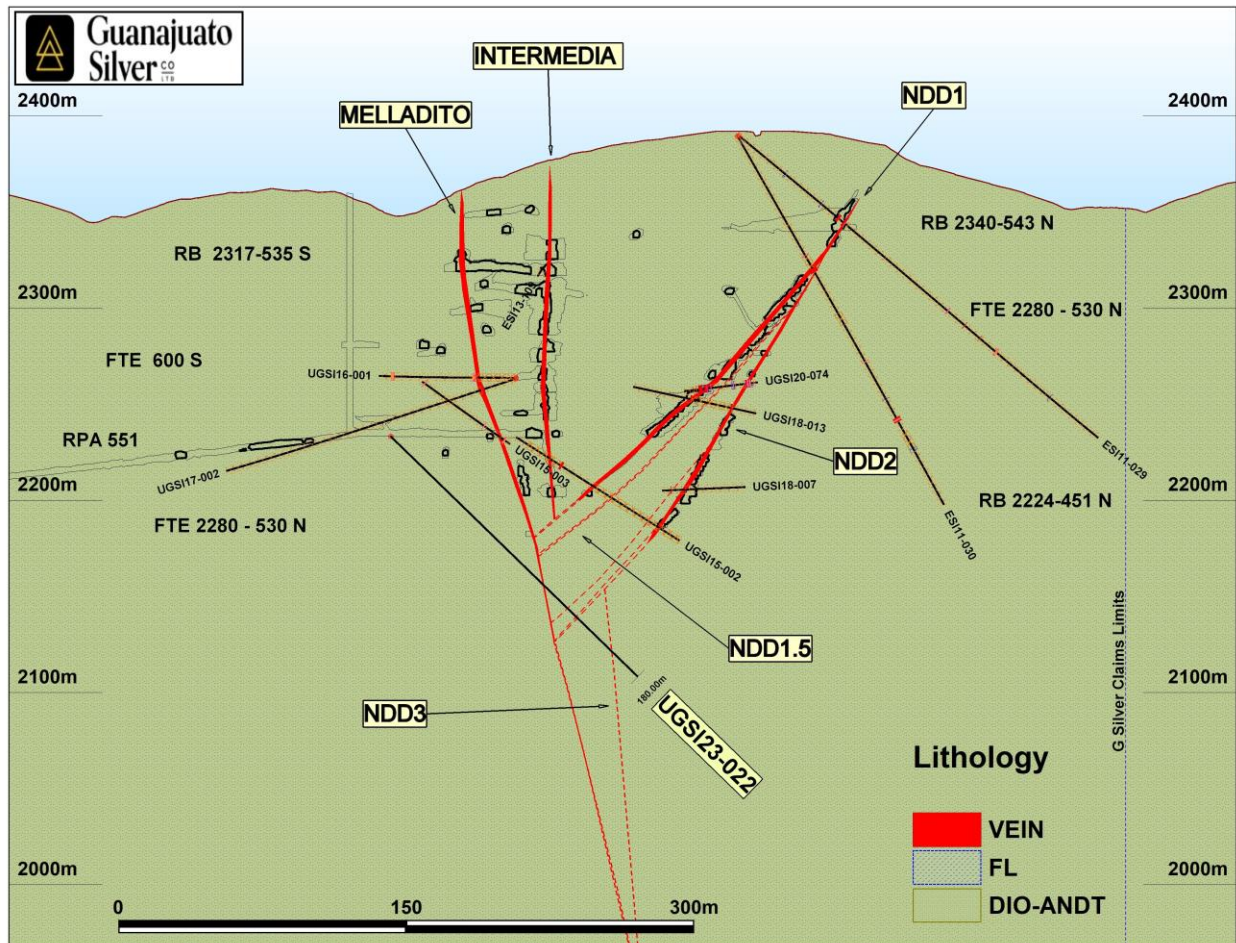 Guanajuato
Silver CO
LTD
INTERMEDIA
2400m
MELLADITO
NDD1
2400m
RB 2317-535 S
RB 2340-543 N
2300m
ESI13-
FTE 2280 - 530 N
2300m
FTE 600 S
UGSI16-001
UGSI20-074
UGSI18-013
RPA 551
UGSI17-002
UGSI15-003
NDD2
ESI11-029
2200m
UGSI18-007
RB 2224-451 N
2200m
FTE 2280 - 530 N
ESI11-030
UGSI15-002
NDD1.5
2100m
180.00m
2100m
NDD3
UGSI23-022
G Silver Claims Limits
Lithology
VEIN
FL
DIO-ANDT
2000m
2000m
0
150
300m